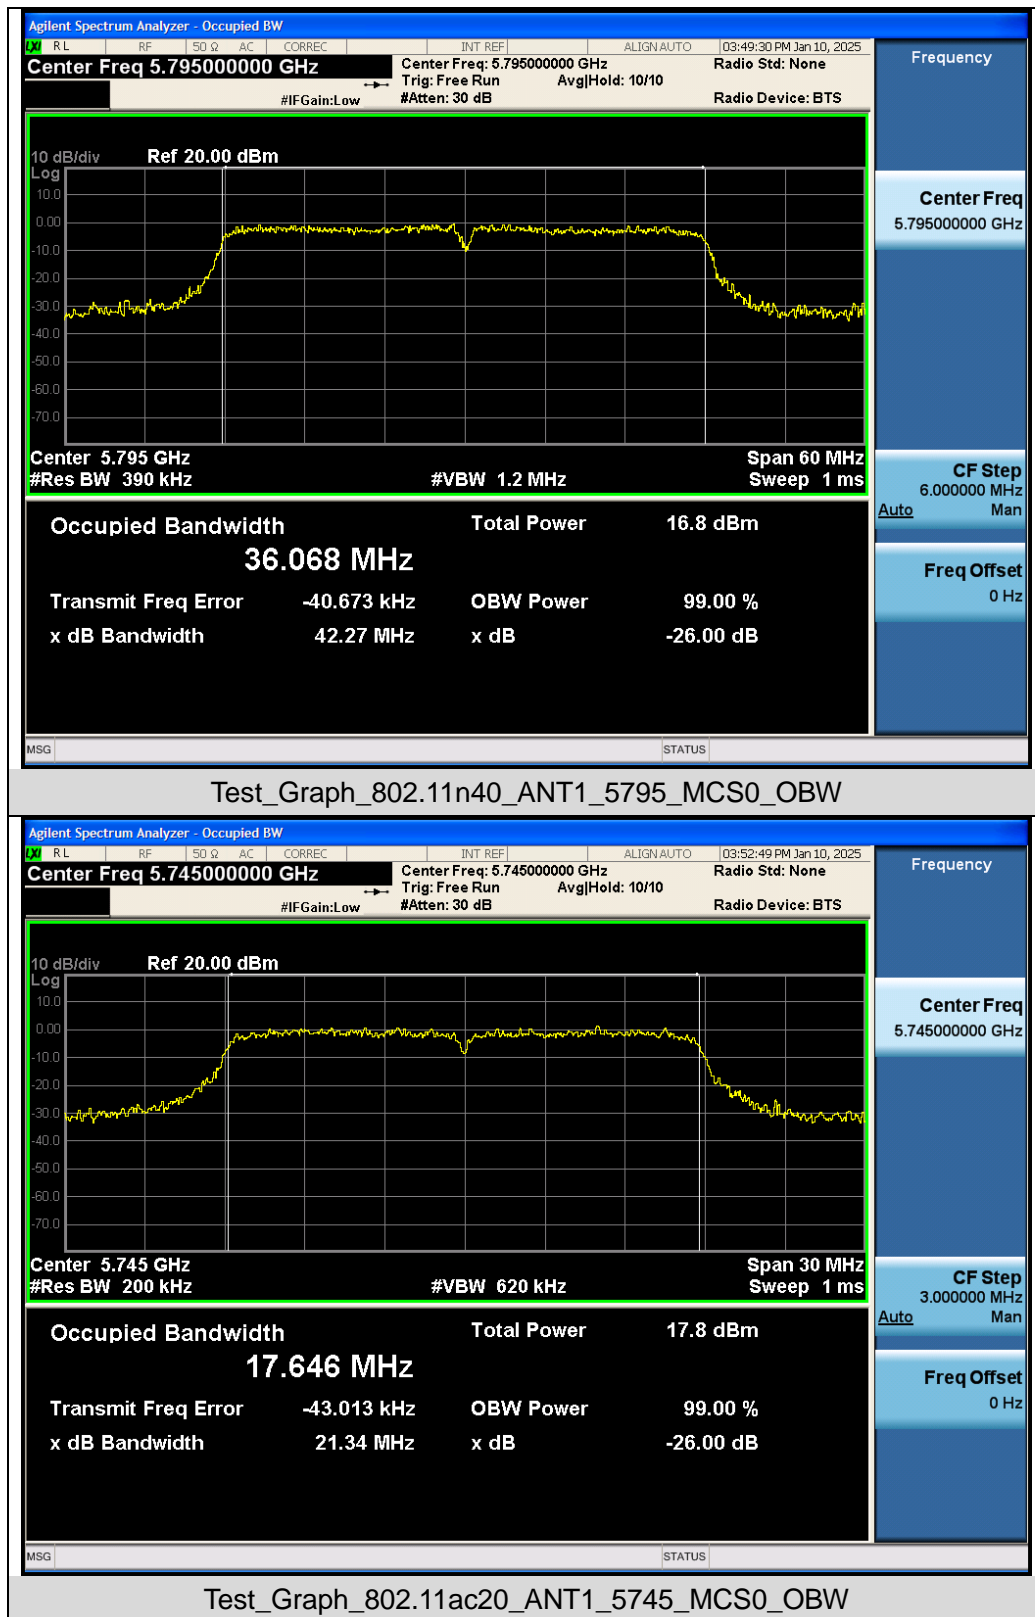 Agilent Spectrum Analyzer - Occupied BW
LXI RL RF 50 Ω AC CORREC INT REF ALIGN AUTO 03:49:30 PM Jan 10, 2025
Center Freq 5.795000000 GHz
Center Freq: 5.795000000 GHz
Radio Std: None
Trig: Free Run Avg|Hold: 10/10
#IFGain:Low #Atten: 30 dB Radio Device: BTS
Frequency
10 dB/div Ref 20.00 dBm
Log
10.0
0.00
-10.0
-20.0
-30.0
-40.0
-50.0
-60.0
-70.0
Center 5.795 GHz Span 60 MHz
#Res BW 390 kHz #VBW 1.2 MHz Sweep 1 ms
Center Freq
5.795000000 GHz
CF Step
6.000000 MHz
Auto Man
Freq Offset
0 Hz
Occupied Bandwidth Total Power 16.8 dBm
36.068 MHz
Transmit Freq Error -40.673 kHz OBW Power 99.00 %
x dB Bandwidth 42.27 MHz x dB -26.00 dB
MSG STATUS
Test_Graph_802.11n40_ANT1_5795_MCS0_OBW
Agilent Spectrum Analyzer - Occupied BW
LXI RL RF 50 Ω AC CORREC INT REF ALIGN AUTO 03:52:49 PM Jan 10, 2025
Center Freq 5.745000000 GHz
Center Freq: 5.745000000 GHz
Radio Std: None
Trig: Free Run Avg|Hold: 10/10
#IFGain:Low #Atten: 30 dB Radio Device: BTS
Frequency
10 dB/div Ref 20.00 dBm
Log
10.0
0.00
-10.0
-20.0
-30.0
-40.0
-50.0
-60.0
-70.0
Center 5.745 GHz Span 30 MHz
#Res BW 200 kHz #VBW 620 kHz Sweep 1 ms
Center Freq
5.745000000 GHz
CF Step
3.000000 MHz
Auto Man
Freq Offset
0 Hz
Occupied Bandwidth Total Power 17.8 dBm
17.646 MHz
Transmit Freq Error -43.013 kHz OBW Power 99.00 %
x dB Bandwidth 21.34 MHz x dB -26.00 dB
MSG STATUS
Test_Graph_802.11ac20_ANT1_5745_MCS0_OBW